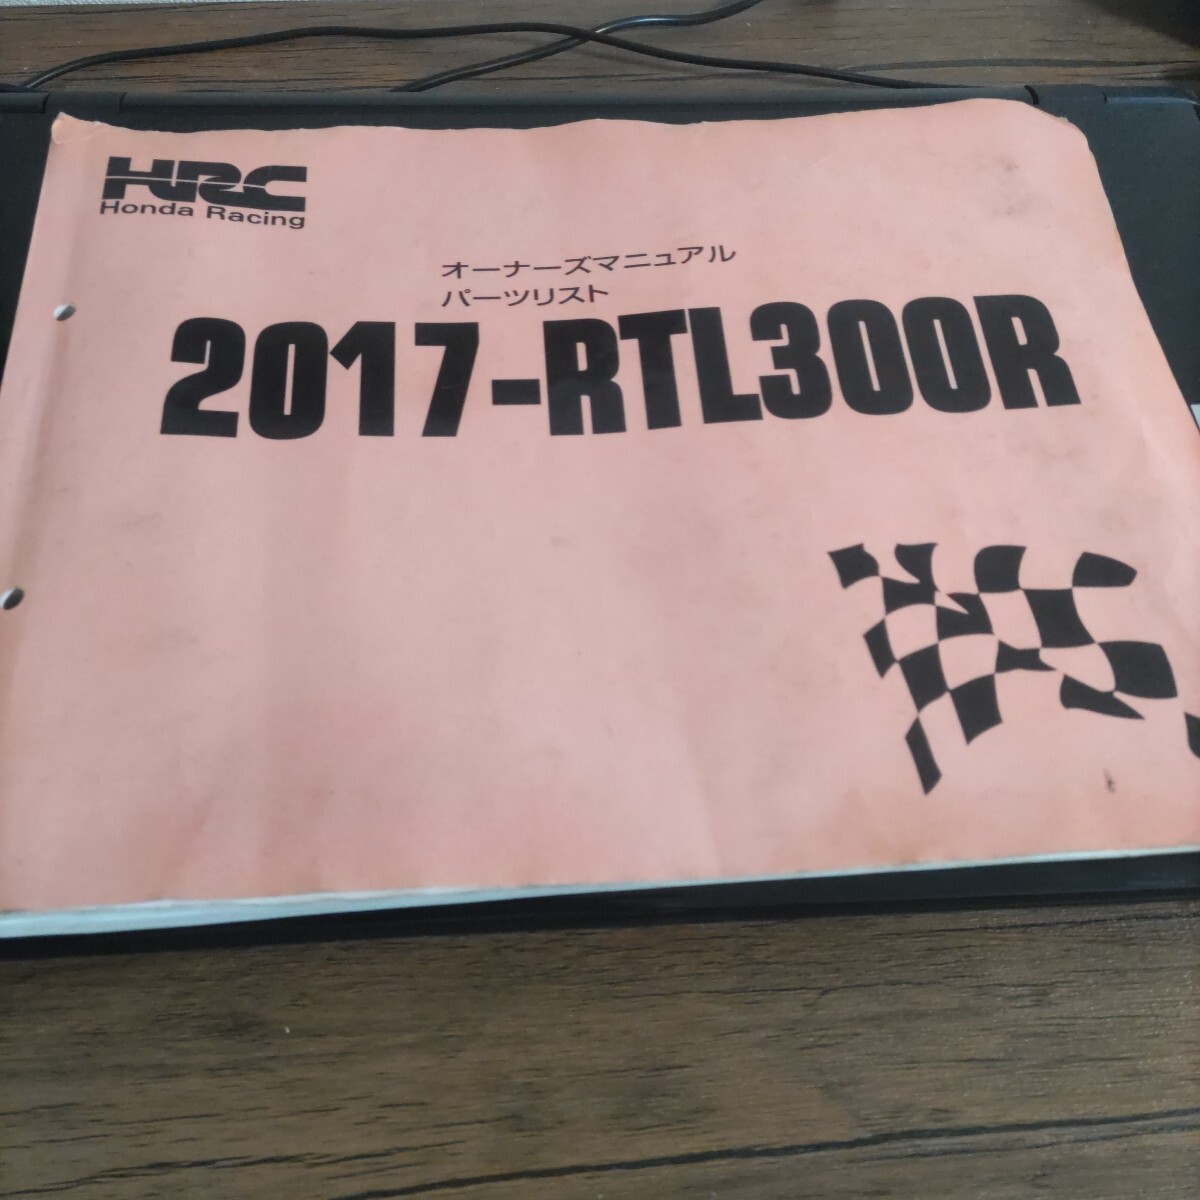 HRC
Honda Racing
オーナーズマニュアル
パーツリスト
2017-RTL300R